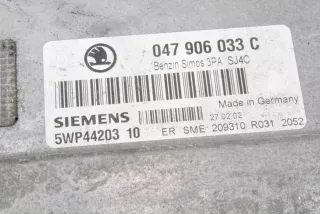 047 906 033 C
Benzin Simos 3PA SJ4C
Made in Germany
SIEMENS
27.02.02
5WP44203 10
ER SME: 209310 R031 2052